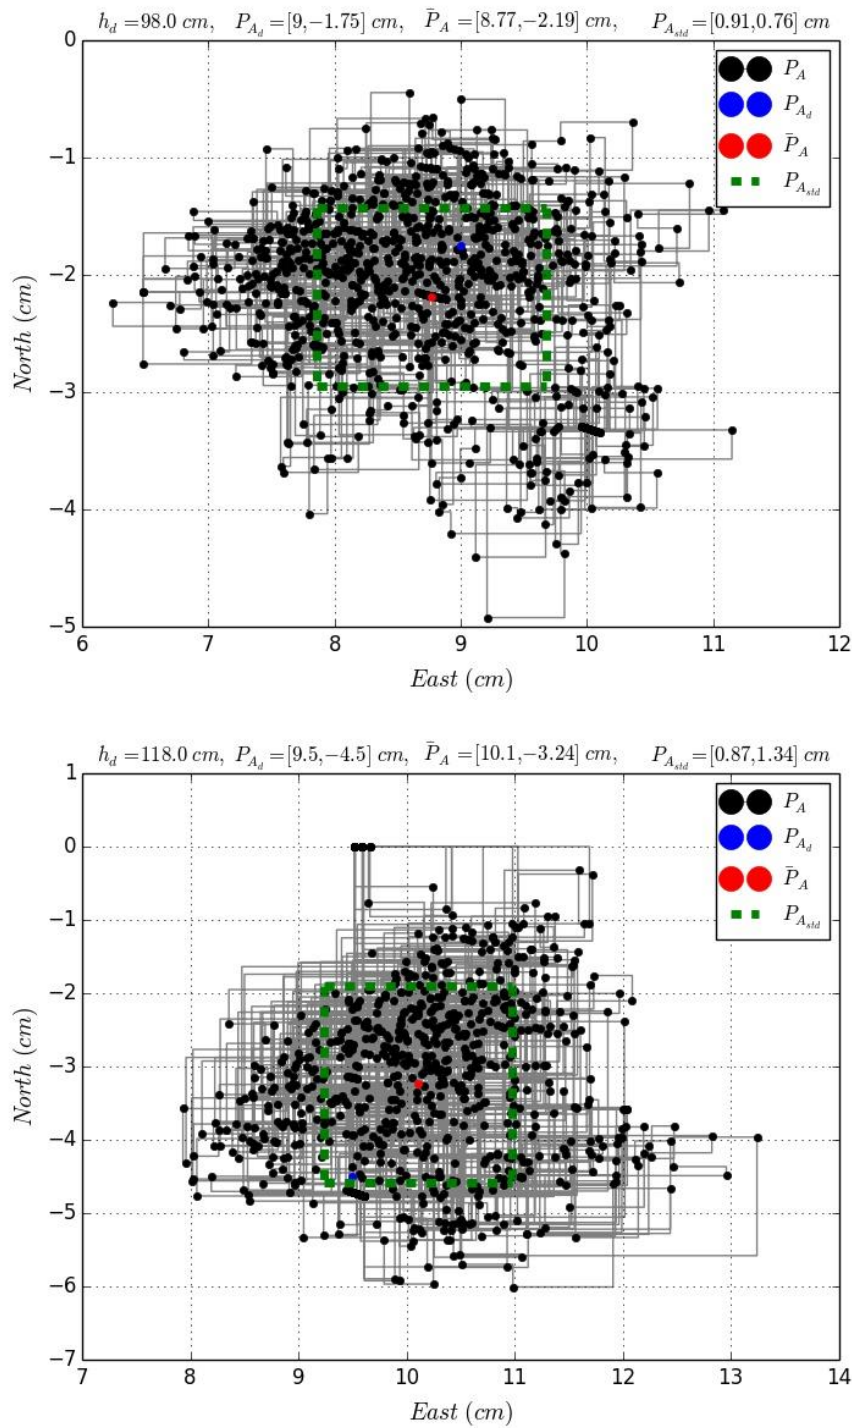 h_d = 98.0 cm, P_{A_d} = [9,−1.75] cm, P̄_A = [8.77,−2.19] cm, P_{A_{std}} = [0.91,0.76] cm
0
P_A
P_{A_d}
−1
P̄_A
P_{A_{std}}
−2
North (cm)
−3
−4
−5
6 7 8 9 10 11 12
East (cm)
h_d = 118.0 cm, P_{A_d} = [9.5,−4.5] cm, P̄_A = [10.1,−3.24] cm, P_{A_{std}} = [0.87,1.34] cm
1
P_A
0
P_{A_d}
P̄_A
−1
P_{A_{std}}
−2
North (cm)
−3
−4
−5
−6
−7
7 8 9 10 11 12 13 14
East (cm)